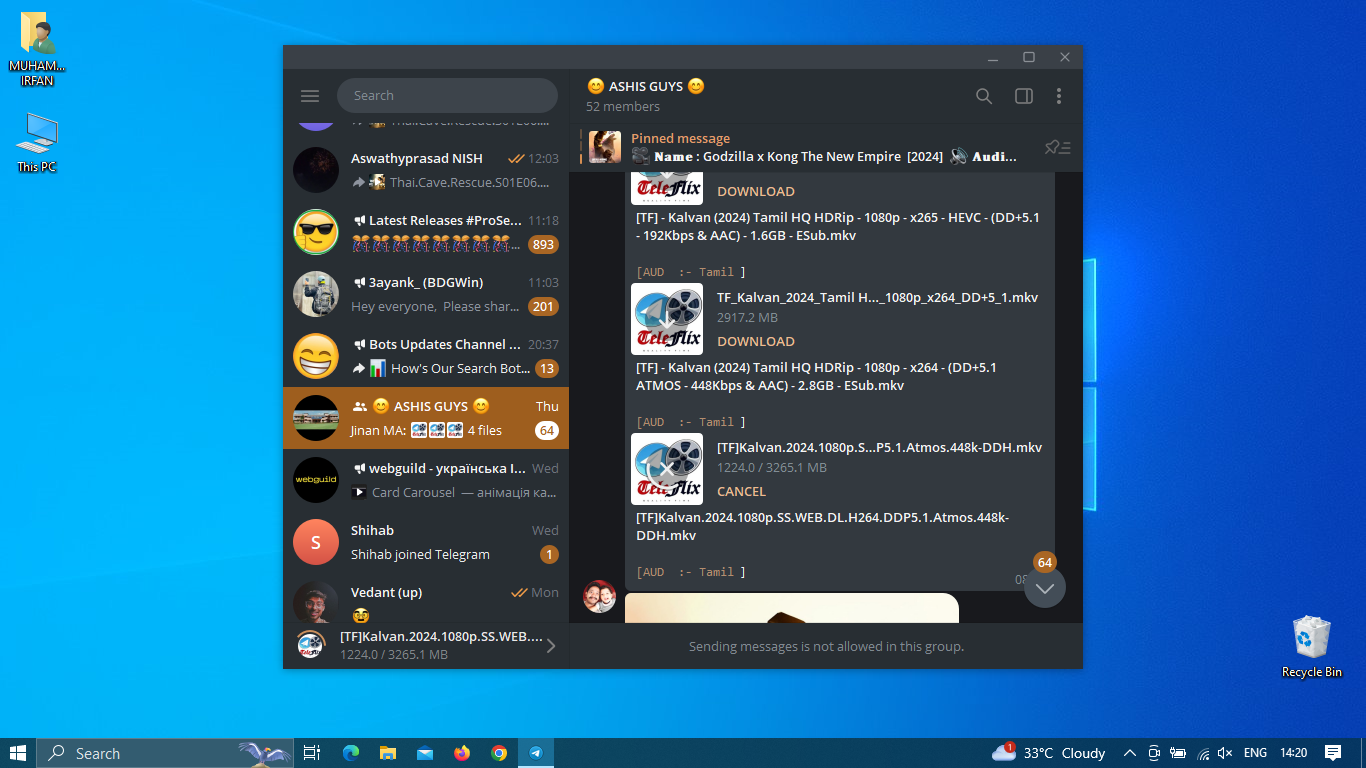 MUHAM...
IRFAN
This PC
Search
Thai.Cave.Rescue.S01E06....
Aswathyprasad NISH 12:03
Thai.Cave.Rescue.S01E06....
Latest Releases #ProSe... 11:18
893
3ayank_ (BDGWin) 11:03
Hey everyone, Please shar... 201
Bots Updates Channel ... 20:37
How's Our Search Bot... 13
😊 ASHIS GUYS 😊 Thu
Jinan MA: 4 files 64
webguild - українська І... Wed
webguild
Card Carousel — анімація ка...
S
Shihab Wed
Shihab joined Telegram 1
Vedant (up) Mon
[TF]Kalvan.2024.1080p.SS.WEB....
1224.0 / 3265.1 MB
😊 ASHIS GUYS 😊
52 members
Pinned message
𝐍𝐚𝐦𝐞 : Godzilla x Kong The New Empire [2024] 🔊 𝐀𝐮𝐝𝐢...
TeleFlix
DOWNLOAD
[TF] - Kalvan (2024) Tamil HQ HDRip - 1080p - x265 - HEVC - (DD+5.1
- 192Kbps & AAC) - 1.6GB - ESub.mkv
[AUD :- Tamil ]
TeleFlix
TF_Kalvan_2024_Tamil H..._1080p_x264_DD+5_1.mkv
2917.2 MB
DOWNLOAD
[TF] - Kalvan (2024) Tamil HQ HDRip - 1080p - x264 - (DD+5.1
ATMOS - 448Kbps & AAC) - 2.8GB - ESub.mkv
[AUD :- Tamil ]
TeleFlix
[TF]Kalvan.2024.1080p.S...P5.1.Atmos.448k-DDH.mkv
1224.0 / 3265.1 MB
CANCEL
[TF]Kalvan.2024.1080p.SS.WEB.DL.H264.DDP5.1.Atmos.448k-
DDH.mkv
[AUD :- Tamil ]
64
Sending messages is not allowed in this group.
Recycle Bin
Search
1
33°C Cloudy
ENG
14:20